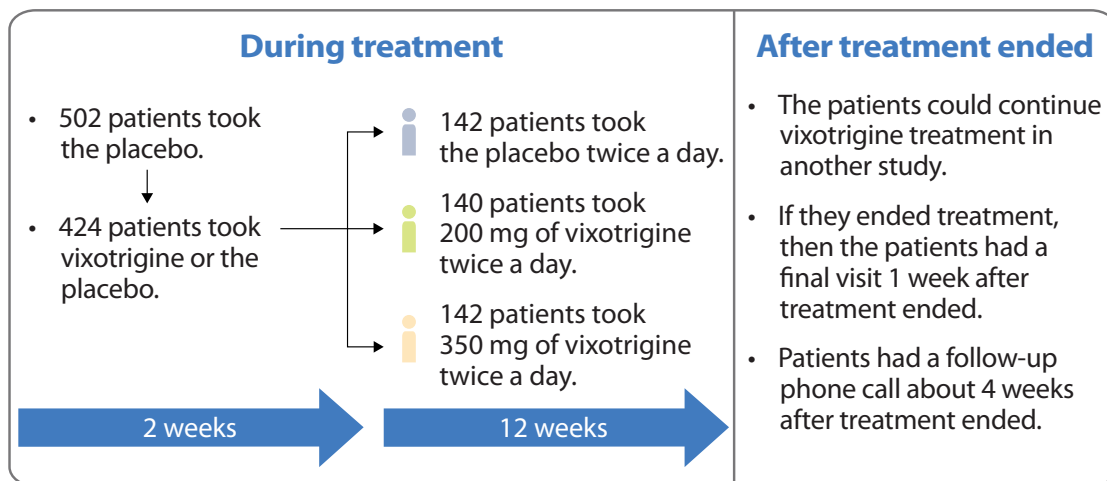 During treatment
• 502 patients took
the placebo.
• 424 patients took
vixotrigine or the
placebo.
142 patients took
the placebo twice a day.
140 patients took
200 mg of vixotrigine
twice a day.
142 patients took
350 mg of vixotrigine
twice a day.
2 weeks
12 weeks
After treatment ended
• The patients could continue
vixotrigine treatment in
another study.
• If they ended treatment,
then the patients had a
final visit 1 week after
treatment ended.
• Patients had a follow-up
phone call about 4 weeks
after treatment ended.